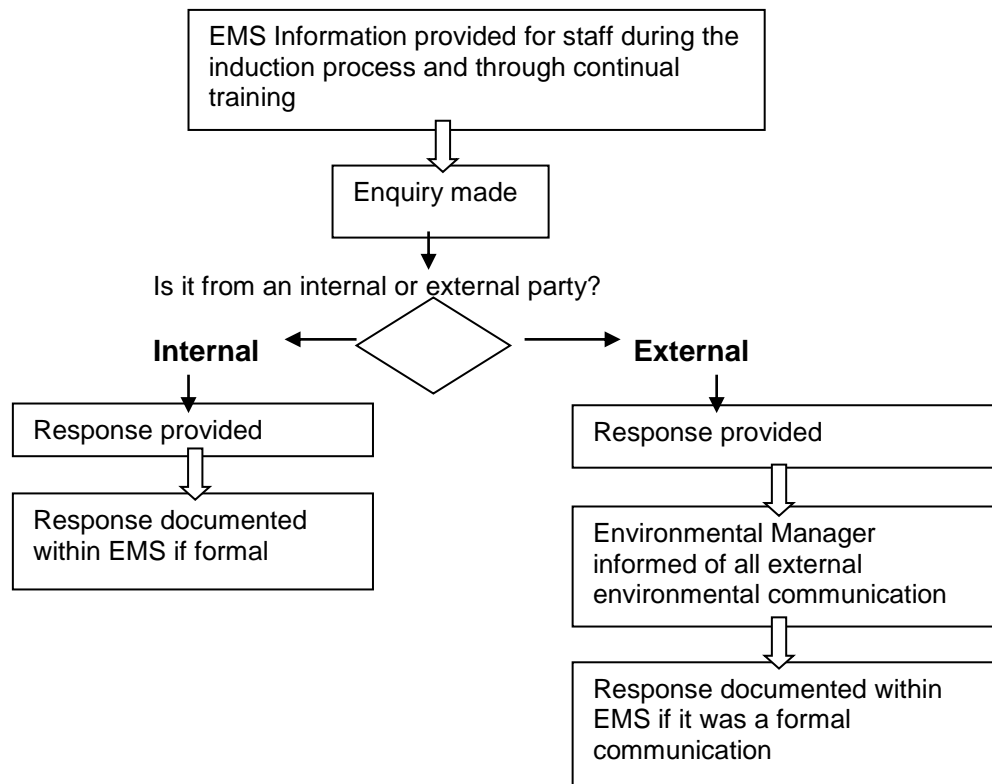 EMS Information provided for staff during the
induction process and through continual
training
Enquiry made
Is it from an internal or external party?
Internal
External
Response provided
Response documented
within EMS if formal
Response provided
Environmental Manager
informed of all external
environmental communication
Response documented within
EMS if it was a formal
communication